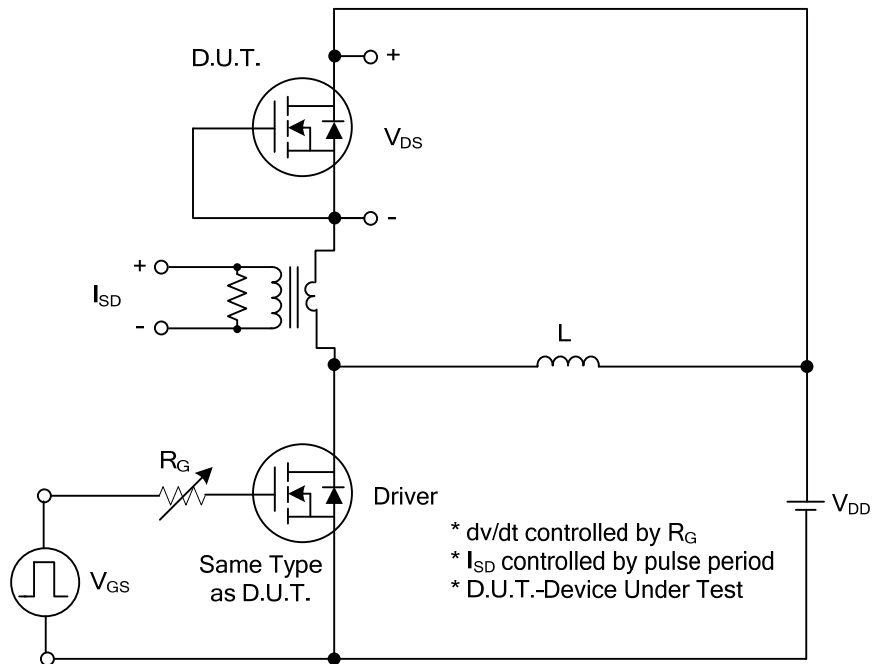 D.U.T.
+
VDS
-
+
ISD
-
L
RG
Driver
VDD
VGS
Same Type
as D.U.T.
* dv/dt controlled by RG
* ISD controlled by pulse period
* D.U.T.-Device Under Test